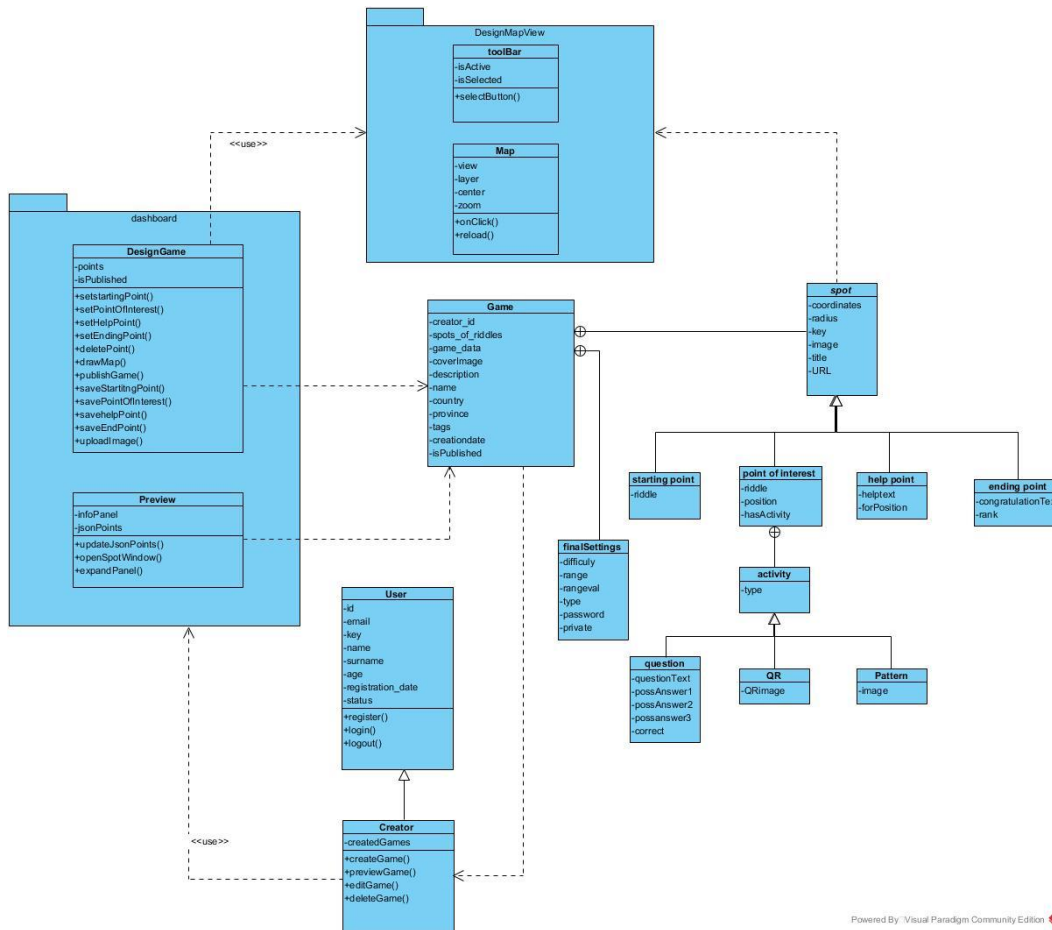 DesignMapView
toolBar
-isActive
-isSelected
+selectButton()
<<use>>
Map
-view
-layer
-center
-zoom
+onClick()
+reload()
dashboard
DesignGame
-points
-isPublished
+setstartingPoint()
+setPointOfInterest()
+setHelpPoint()
+setEndingPoint()
+deletePoint()
+drawMap()
+publishGame()
+saveStartitngPoint()
+savePointOfInterest()
+savehelpPoint()
+saveEndPoint()
+uploadImage()
Preview
-infoPanel
-jsonPoints
+updateJsonPoints()
+openSpotWindow()
+expandPanel()
Game
-creator_id
-spots_of_riddles
-game_data
-coverImage
-description
-name
-country
-province
-tags
-creationdate
-isPublished
spot
-coordinates
-radius
-key
-image
-title
-URL
starting point
-riddle
point of interest
-riddle
-position
-hasActivity
help point
-helptext
-forPosition
ending point
-congratulationTex
-rank
finalSettings
-difficuly
-range
-rangeval
-type
-password
-private
activity
-type
question
-questionText
-possAnswer1
-possAnswer2
-possanswer3
-correct
QR
-QRimage
Pattern
-image
User
-id
-email
-key
-name
-surname
-age
-registration_date
-status
+register()
+login()
+logout()
<<use>>
Creator
-createdGames
+createGame()
+previewGame()
+editGame()
+deleteGame()
Powered By Visual Paradigm Community Edition